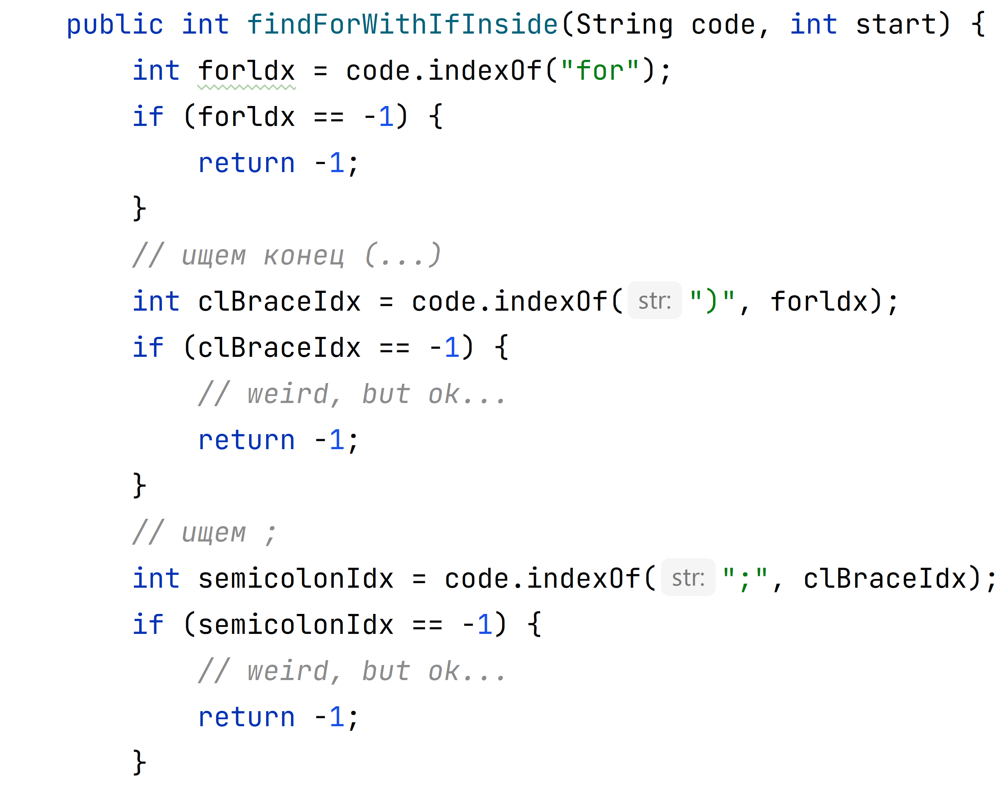 public int findForWithIfInside(String code, int start) {
int forldx = code.indexOf("for");
if (forldx == -1) {
return -1;
}
// ищем конец (...)
int clBraceIdx = code.indexOf( str: ")", forldx);
if (clBraceIdx == -1) {
// weird, but ok...
return -1;
}
// ищем ;
int semicolonIdx = code.indexOf( str: ";", clBraceIdx);
if (semicolonIdx == -1) {
// weird, but ok...
return -1;
}